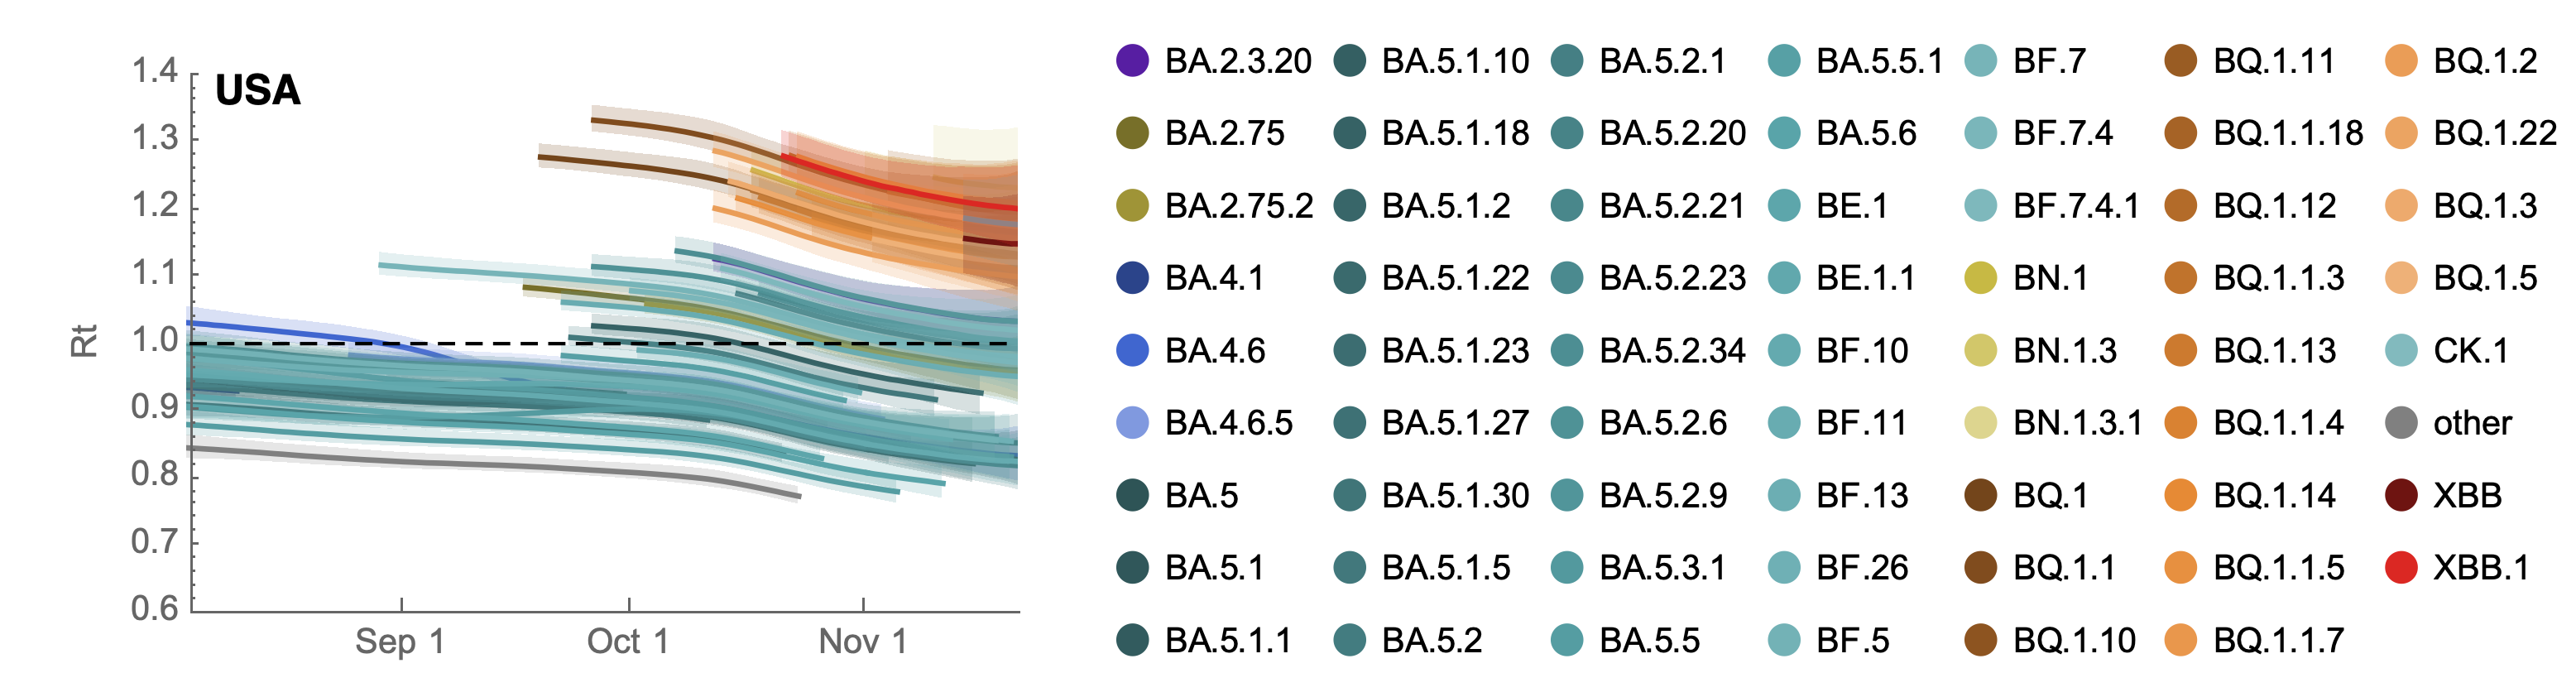 USA
1.4
1.3
1.2
1.1
1.0
0.9
0.8
0.7
0.6
Rt
Sep 1 Oct 1 Nov 1
BA.2.3.20 BA.5.1.10 BA.5.2.1 BA.5.5.1 BF.7 BQ.1.11 BQ.1.2
BA.2.75 BA.5.1.18 BA.5.2.20 BA.5.6 BF.7.4 BQ.1.1.18 BQ.1.22
BA.2.75.2 BA.5.1.2 BA.5.2.21 BE.1 BF.7.4.1 BQ.1.12 BQ.1.3
BA.4.1 BA.5.1.22 BA.5.2.23 BE.1.1 BN.1 BQ.1.1.3 BQ.1.5
BA.4.6 BA.5.1.23 BA.5.2.34 BF.10 BN.1.3 BQ.1.13 CK.1
BA.4.6.5 BA.5.1.27 BA.5.2.6 BF.11 BN.1.3.1 BQ.1.1.4 other
BA.5 BA.5.1.30 BA.5.2.9 BF.13 BQ.1 BQ.1.14 XBB
BA.5.1 BA.5.1.5 BA.5.3.1 BF.26 BQ.1.1 BQ.1.1.5 XBB.1
BA.5.1.1 BA.5.2 BA.5.5 BF.5 BQ.1.10 BQ.1.1.7